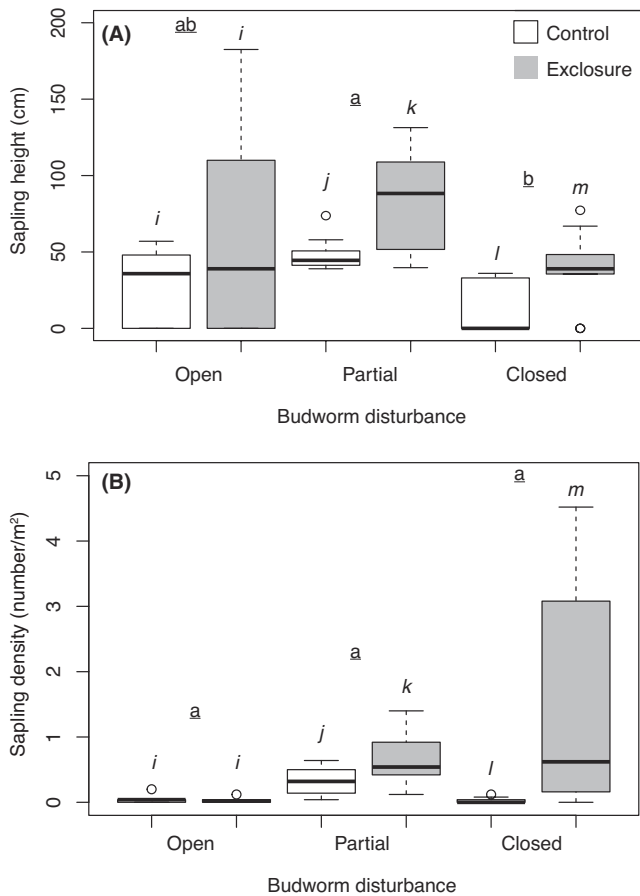 (A)
ab
i
Control
Exclosure
a
k
b
i
j
l
m
Sapling height (cm)
200
150
100
50
0
Open
Partial
Closed
Budworm disturbance
(B)
a
m
a
k
a
i
i
j
l
Sapling density (number/m²)
5
4
3
2
1
0
Open
Partial
Closed
Budworm disturbance